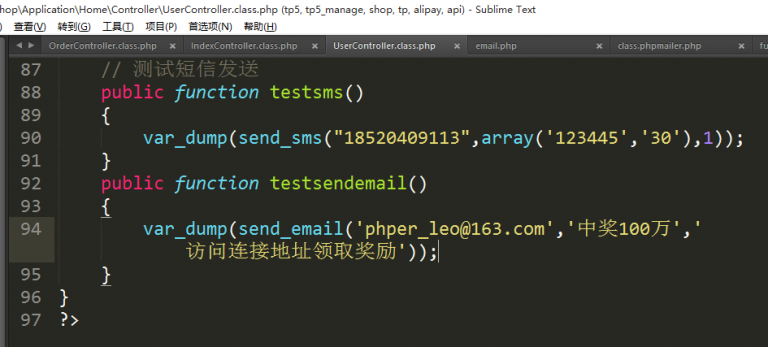 hop\Application\Home\Controller\UserController.class.php (tp5, tp5_manage, shop, tp, alipay, api) - Sublime Text
查看(V) 转到(G) 工具(T) 项目(P) 首选项(N) 帮助(H)
OrderController.class.php × IndexController.class.php × UserController.class.php × email.php × class.phpmailer.php × fu
87 // 测试短信发送
88 public function testsms()
89 {
90 var_dump(send_sms("18520409113",array('123445','30'),1));
91 }
92 public function testsendemail()
93 {
94 var_dump(send_email('phper_leo@163.com','中奖100万','
访问连接地址领取奖励'));
95 }
96 }
97 ?>